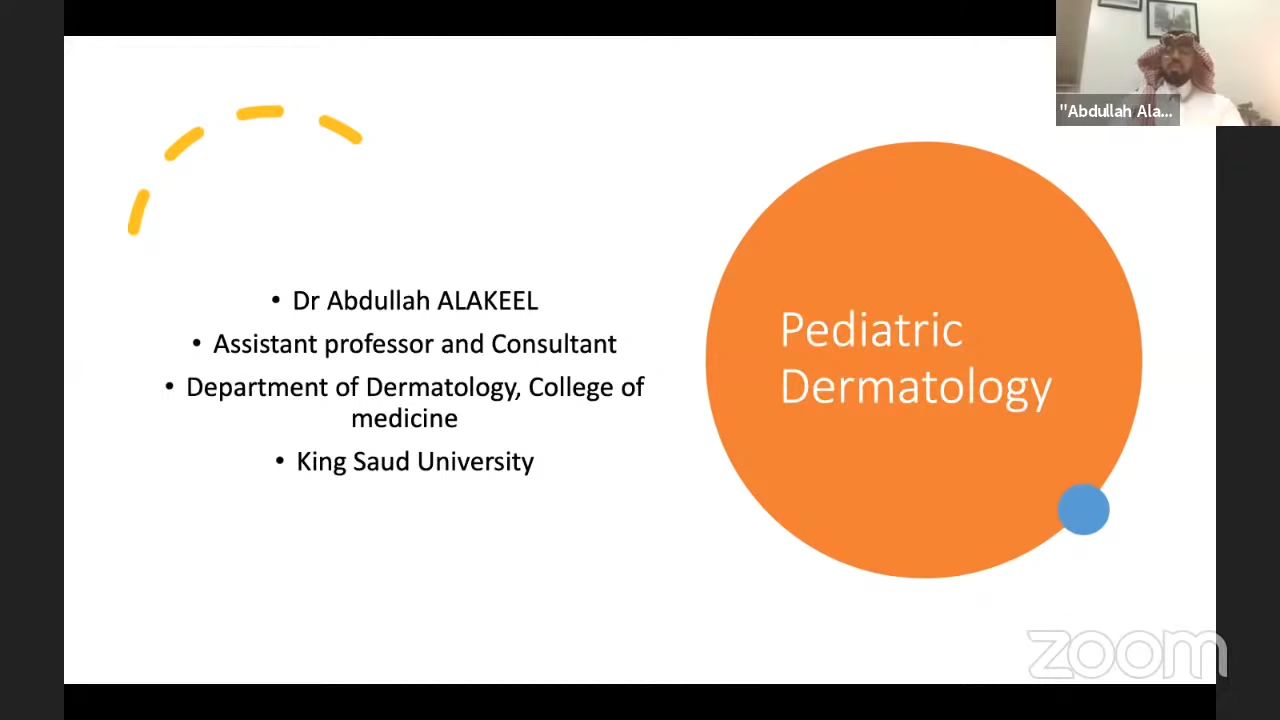 "Abdullah Ala...
• Dr Abdullah ALAKEEL
• Assistant professor and Consultant
• Department of Dermatology, College of
medicine
• King Saud University
Pediatric
Dermatology
zoom